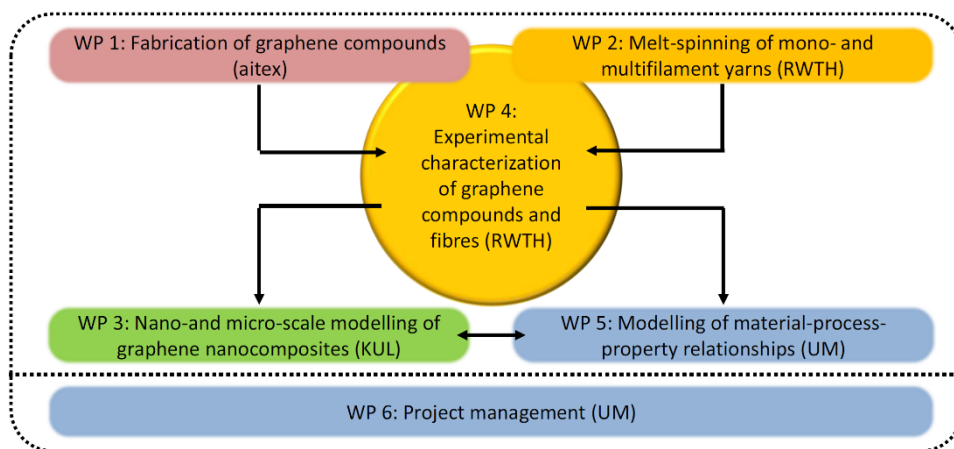 WP 1: Fabrication of graphene compounds
(aitex)
WP 2: Melt-spinning of mono- and
multifilament yarns (RWTH)
WP 4:
Experimental
characterization
of graphene
compounds and
fibres (RWTH)
WP 3: Nano-and micro-scale modelling of
graphene nanocomposites (KUL)
WP 5: Modelling of material-process-
property relationships (UM)
WP 6: Project management (UM)